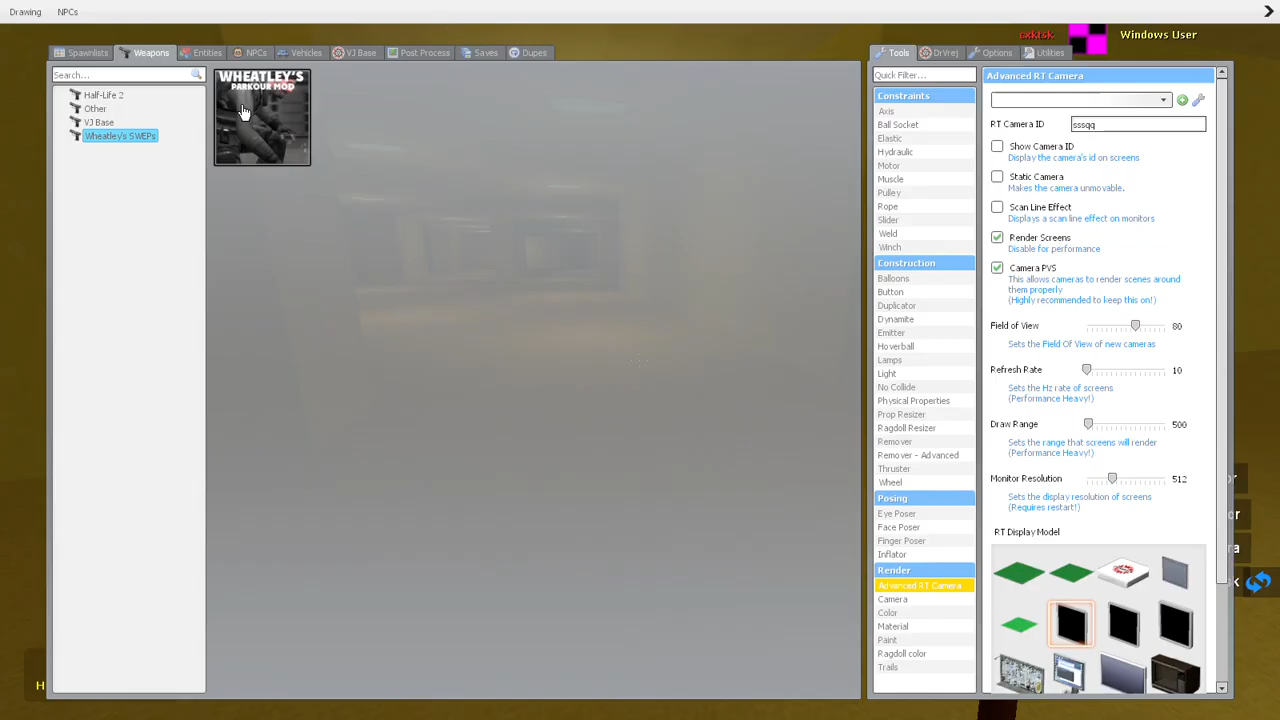 Drawing NPCs
cxktsk Windows User
Spawnlists Weapons Entities NPCs Vehicles VJ Base Post Process Saves Dupes
Search...
Half-Life 2
Other
VJ Base
Wheatley's SWEPs
WHEATLEY'S
PARKOUR MOD
Tools DrVrej Options Utilities
Quick Filter...
Constraints
Axis
Ball Socket
Elastic
Hydraulic
Motor
Muscle
Pulley
Rope
Slider
Weld
Winch
Construction
Balloons
Button
Duplicator
Dynamite
Emitter
Hoverball
Lamps
Light
No Collide
Physical Properties
Prop Resizer
Ragdoll Resizer
Remover
Remover - Advanced
Thruster
Wheel
Posing
Eye Poser
Face Poser
Finger Poser
Inflator
Render
Advanced RT Camera
Camera
Color
Material
Paint
Ragdoll color
Trails
Advanced RT Camera
RT Camera ID sssqq
Show Camera ID
Display the camera's id on screens
Static Camera
Makes the camera unmovable.
Scan Line Effect
Displays a scan line effect on monitors
Render Screens
Disable for performance
Camera PVS
This allows cameras to render scenes around
them properly
(Highly recommended to keep this on!)
Field of View 80
Sets the Field Of View of new cameras
Refresh Rate 10
Sets the Hz rate of screens
(Performance Heavy!)
Draw Range 500
Sets the range that screens will render
(Performance Heavy!)
Monitor Resolution 512
Sets the display resolution of screens
(Requires restart!)
RT Display Model
H